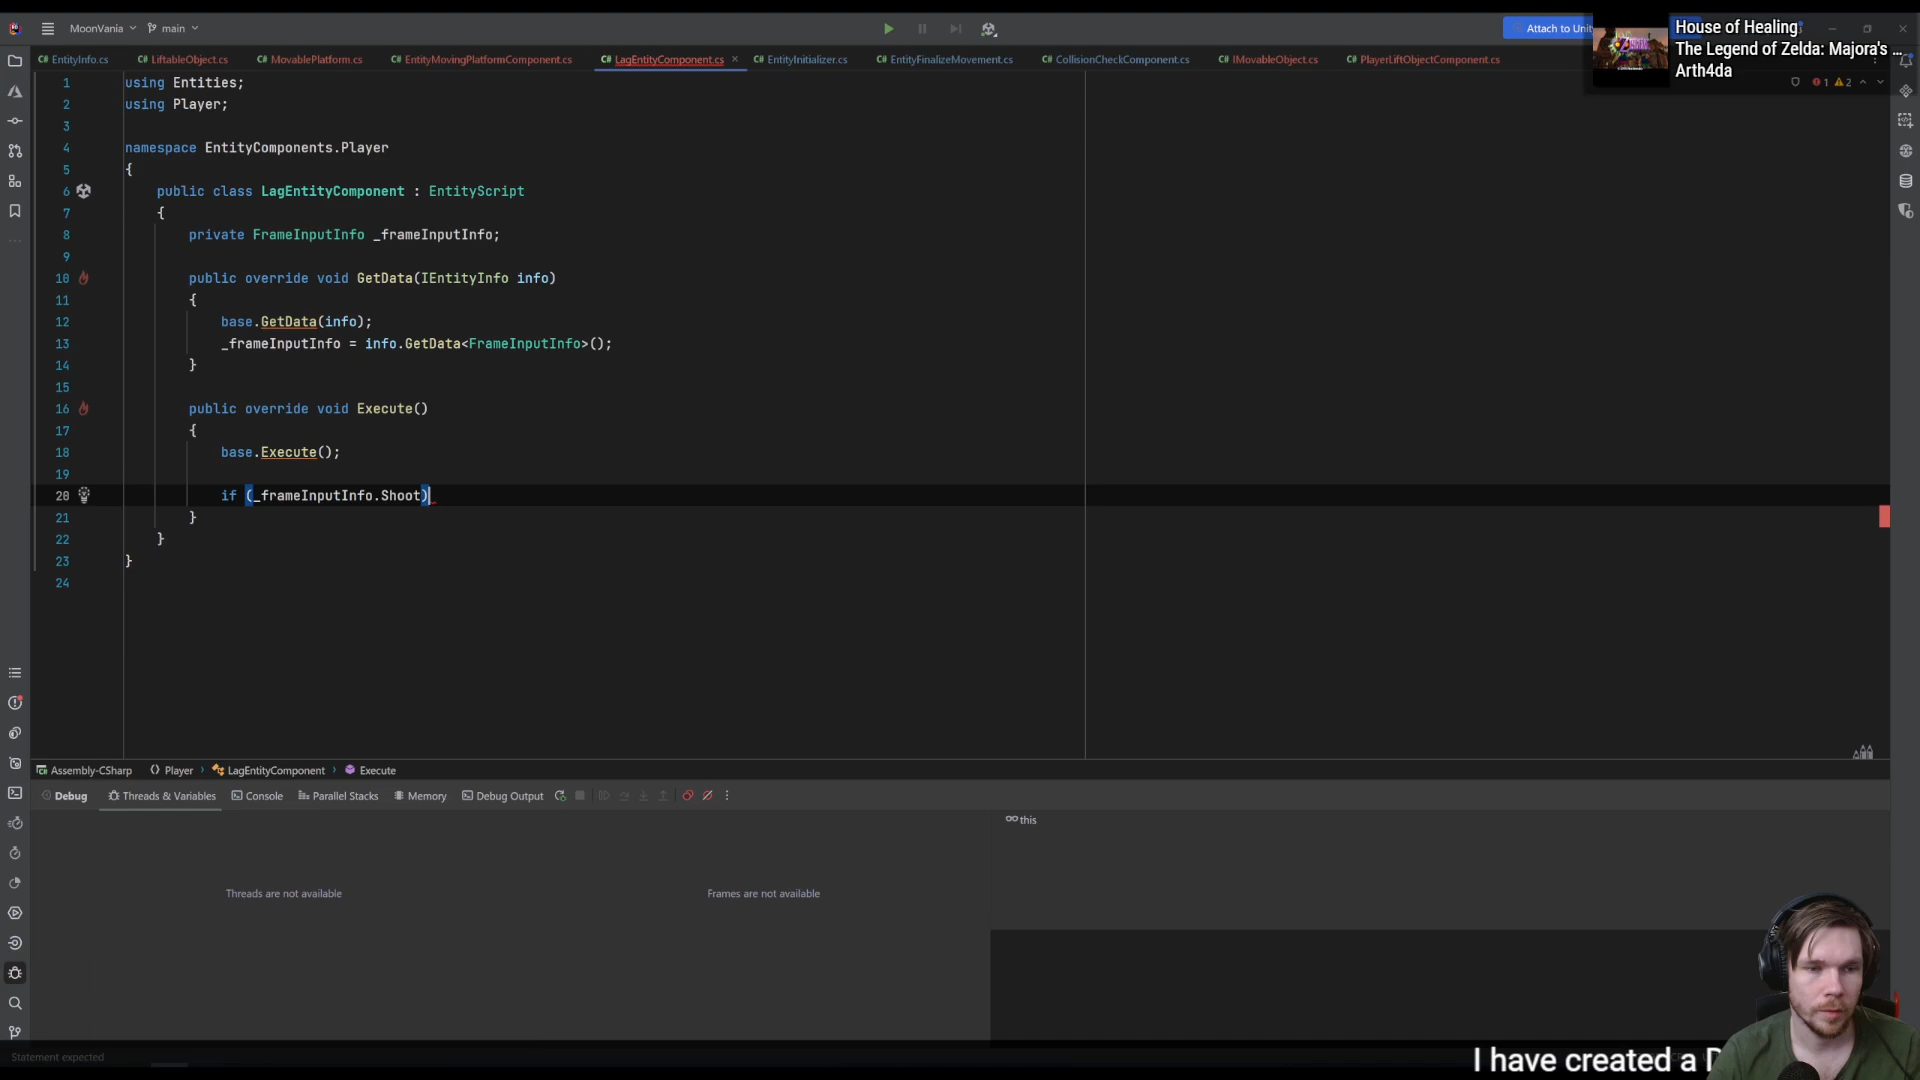 MoonVania
main
Attach to Unit
House of Healing
The Legend of Zelda: Majora's ...
Arth4da
EntityInfo.cs
LiftableObject.cs
MovablePlatform.cs
EntityMovingPlatformComponent.cs
LagEntityComponent.cs
EntityInitializer.cs
EntityFinalizeMovement.cs
CollisionCheckComponent.cs
IMovableObject.cs
PlayerLiftObjectComponent.cs
1 2
1 using Entities;
2 using Player;
3
4 namespace EntityComponents.Player
5 {
6 public class LagEntityComponent : EntityScript
7 {
8 private FrameInputInfo _frameInputInfo;
9
10 public override void GetData(IEntityInfo info)
11 {
12 base.GetData(info);
13 _frameInputInfo = info.GetData<FrameInputInfo>();
14 }
15
16 public override void Execute()
17 {
18 base.Execute();
19
20 if (_frameInputInfo.Shoot)
21 }
22 }
23 }
24
Assembly-CSharp
Player
LagEntityComponent
Execute
Debug
Threads & Variables
Console
Parallel Stacks
Memory
Debug Output
this
Threads are not available
Frames are not available
Statement expected
I have created a